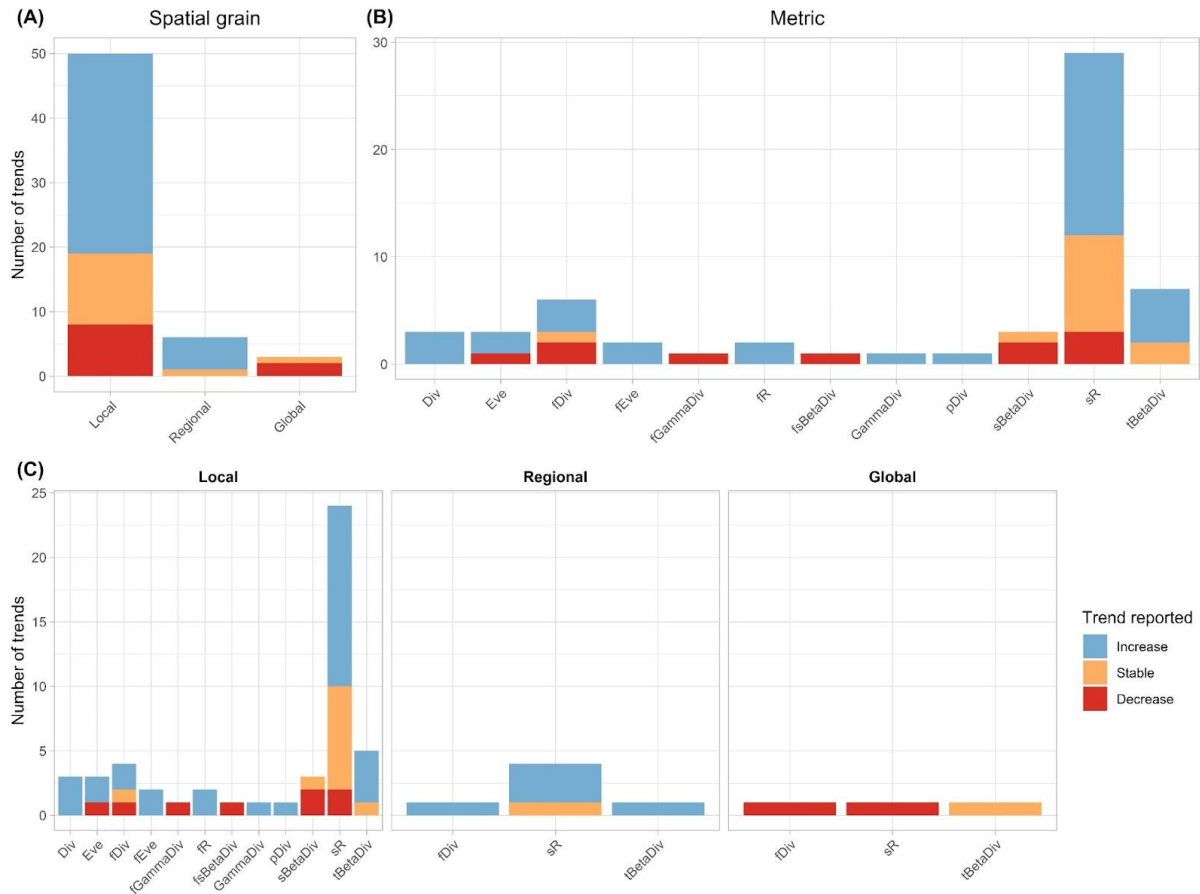 (A) Spatial grain
Number of trends
50
40
30
20
10
0
Local Regional Global
(B) Metric
30
20
10
0
Div Eve fDiv fEve fGammaDiv fR fsBetaDiv GammaDiv pDiv sBetaDiv sR tBetaDiv
(C)
Local Regional Global
Number of trends
25
20
15
10
5
0
Div Eve fDiv fEve fGammaDiv fR fsBetaDiv GammaDiv pDiv sBetaDiv sR tBetaDiv
fDiv sR tBetaDiv
fDiv sR tBetaDiv
Trend reported
Increase
Stable
Decrease